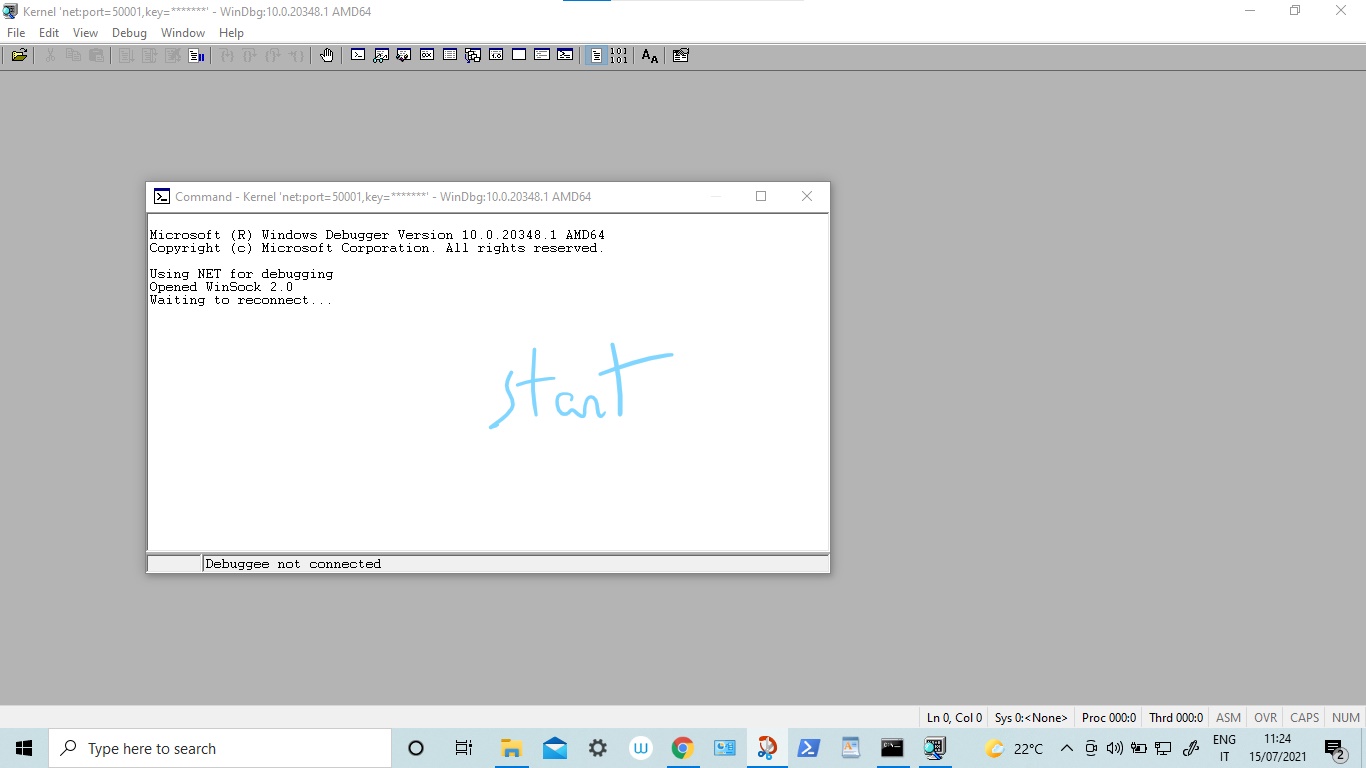 Kernel 'net:port=50001,key=*******' - WinDbg:10.0.20348.1 AMD64
File Edit View Debug Window Help
Command - Kernel 'net:port=50001,key=*******' - WinDbg:10.0.20348.1 AMD64
Microsoft (R) Windows Debugger Version 10.0.20348.1 AMD64
Copyright (c) Microsoft Corporation. All rights reserved.
Using NET for debugging
Opened WinSock 2.0
Waiting to reconnect...
start
Debuggee not connected
Ln 0, Col 0 Sys 0:<None> Proc 000:0 Thrd 000:0 ASM OVR CAPS NUM
Type here to search
22°C
ENG
IT
11:24
15/07/2021
2